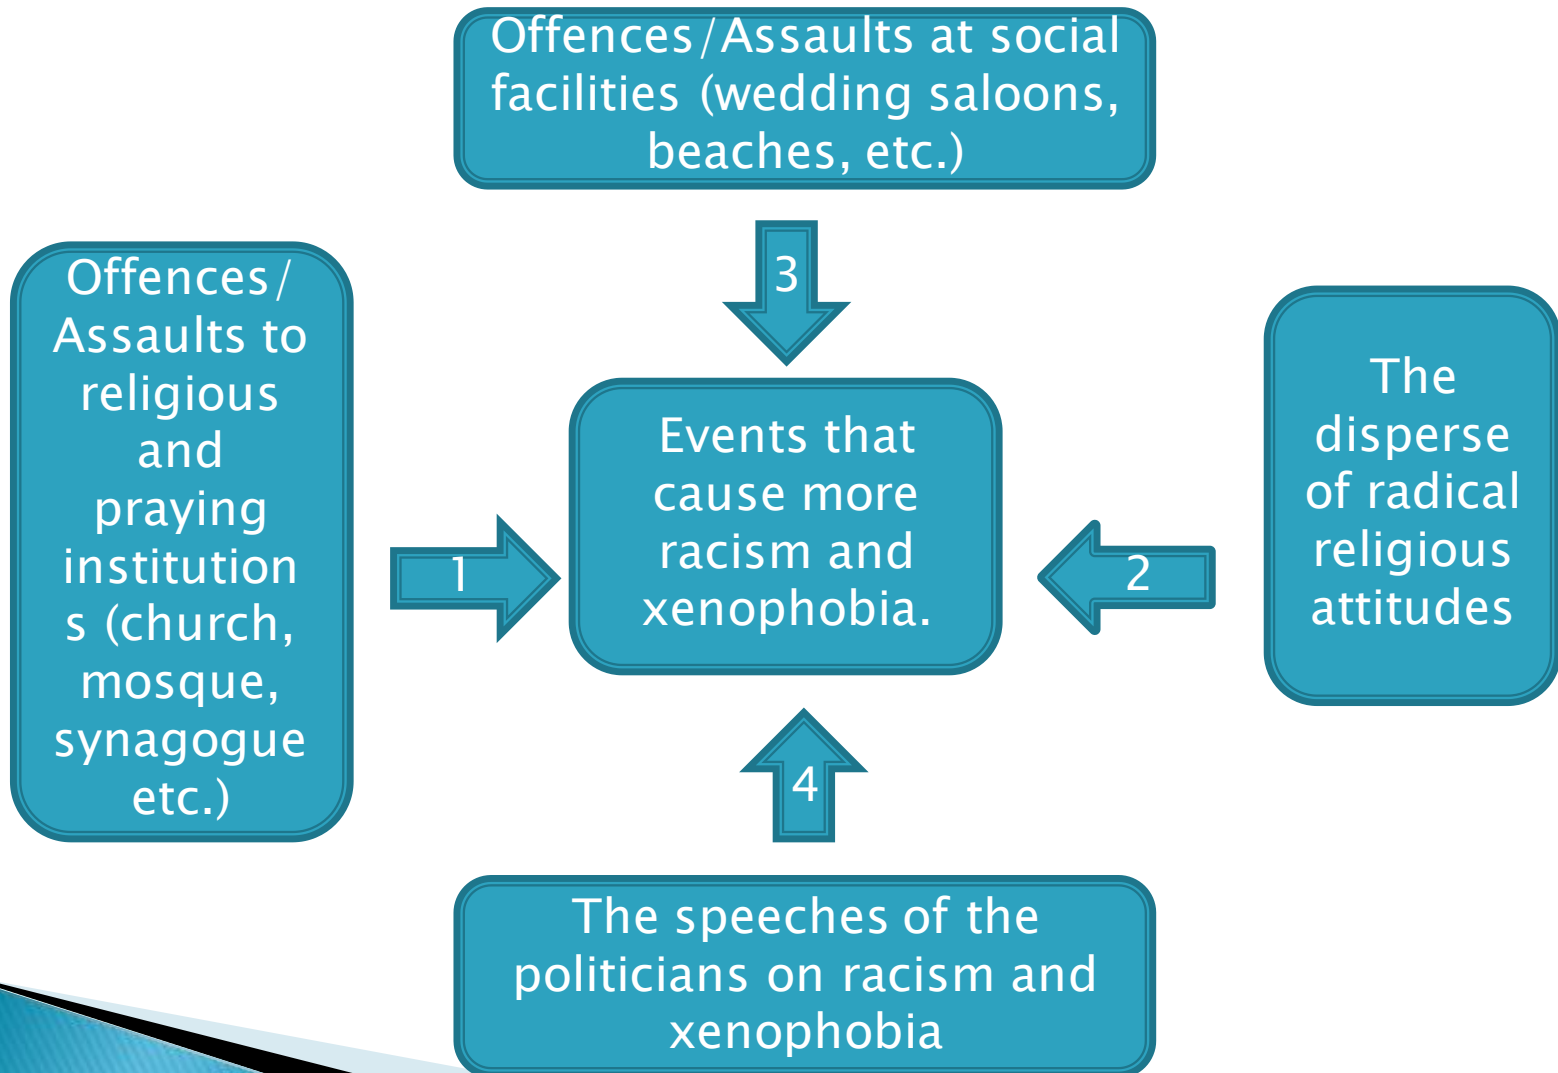 Offences/Assaults at social
facilities (wedding saloons,
beaches, etc.)
3
Offences/
Assaults to
religious
and
praying
institution
s (church,
mosque,
synagogue
etc.)
1
Events that
cause more
racism and
xenophobia.
2
The
disperse
of radical
religious
attitudes
4
The speeches of the
politicians on racism and
xenophobia